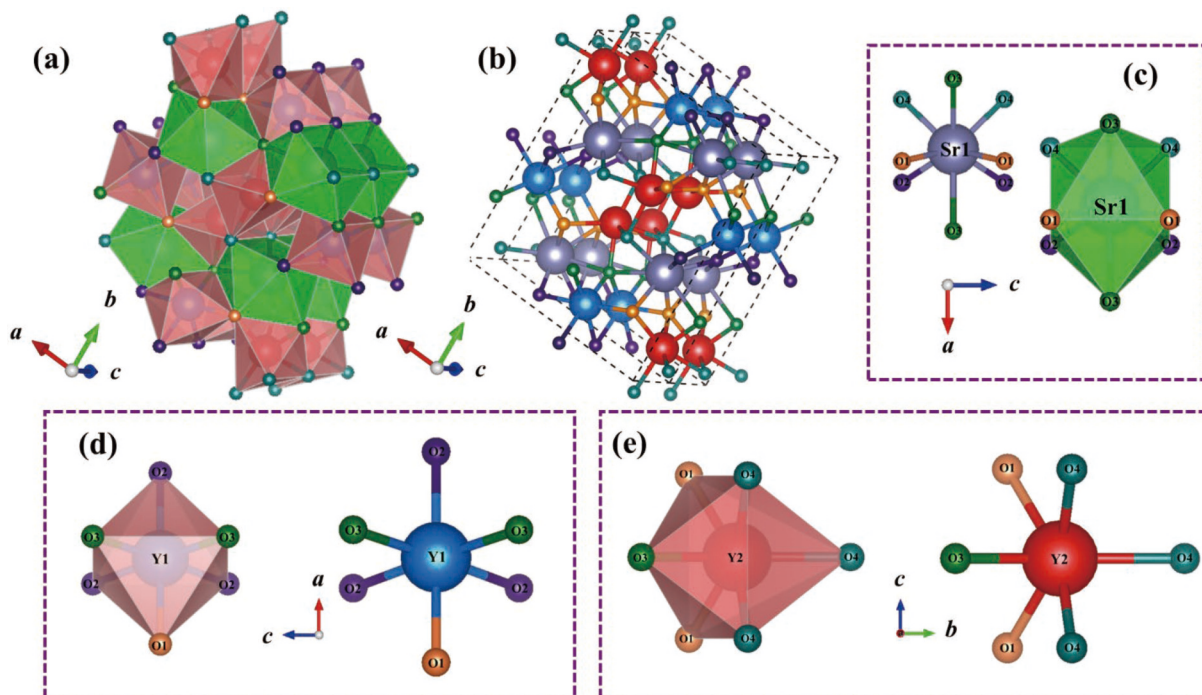 (a)
b
a
c
(b)
b
a
c
(c)
O3
O4 O4
Sr1
O1 O1
O2 O2
O3
O3
O4 O4
Sr1
O1 O1
O2 O2
O3
c
a
(d)
O2
O3 O3
Y1
O2 O2
O1
a
c
O2
O3 O3
Y1
O2 O2
O1
(e)
O1 O4
O3 Y2 O4
O1 O4
c
b
O1 O4
O3 Y2 O4
O1 O4